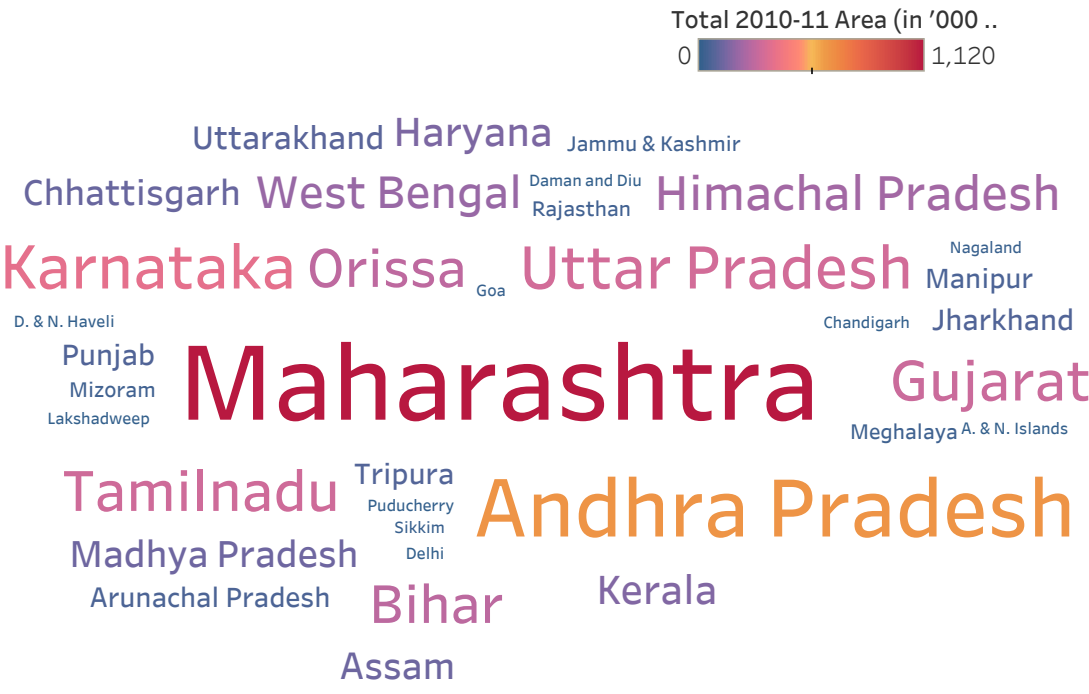 Total 2010-11 Area (in '000 ..
0 1,120
Uttarakhand Haryana Jammu & Kashmir
Chhattisgarh West Bengal Daman and Diu Himachal Pradesh
Rajasthan
Karnataka Orissa Goa Uttar Pradesh Nagaland
Manipur
D. & N. Haveli Chandigarh Jharkhand
Punjab Maharashtra Gujarat
Mizoram
Lakshadweep Meghalaya A. & N. Islands
Tamilnadu Tripura Andhra Pradesh
Puducherry
Sikkim
Madhya Pradesh Delhi
Arunachal Pradesh Bihar Kerala
Assam